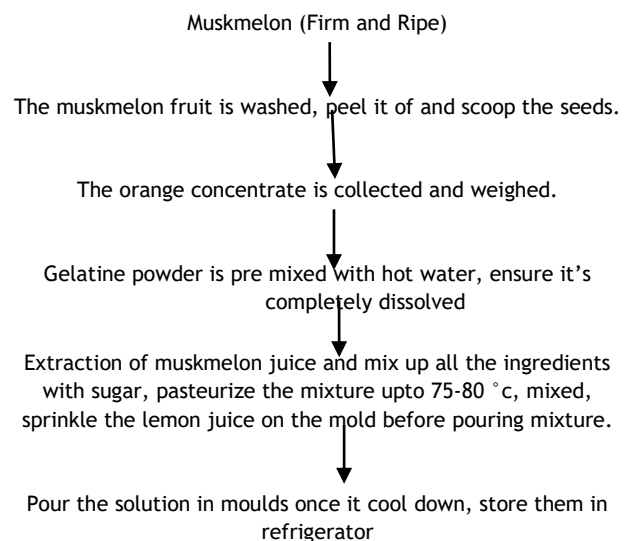 Muskmelon (Firm and Ripe)
The muskmelon fruit is washed, peel it of and scoop the seeds.
The orange concentrate is collected and weighed.
Gelatine powder is pre mixed with hot water, ensure it’s
completely dissolved
Extraction of muskmelon juice and mix up all the ingredients
with sugar, pasteurize the mixture upto 75-80 °c, mixed,
sprinkle the lemon juice on the mold before pouring mixture.
Pour the solution in moulds once it cool down, store them in
refrigerator